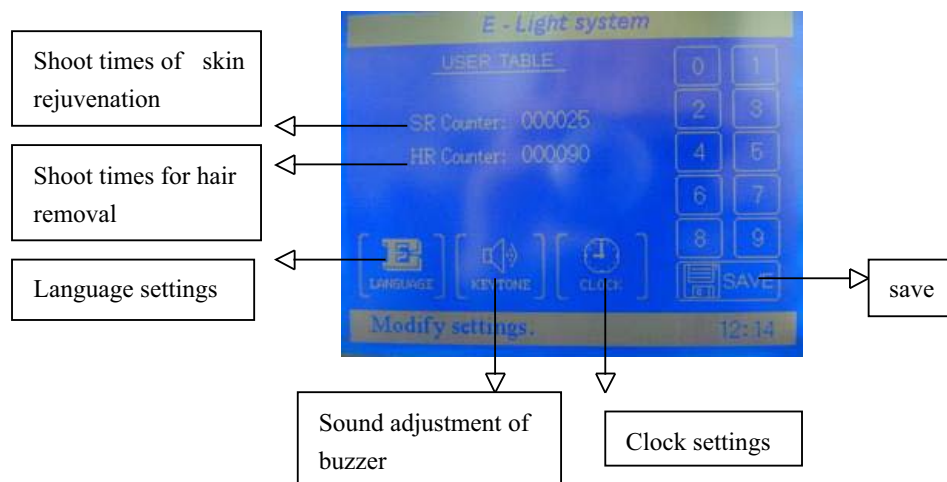 E - Light system
USER TABLE
SR Counter: 000025
HR Counter: 000090
0 1
2 3
4 5
6 7
8 9
LANGUAGE KEYTONE CLOCK SAVE
Modify settings. 12:14
Shoot times of skin
rejuvenation
Shoot times for hair
removal
Language settings
save
Sound adjustment of
buzzer
Clock settings